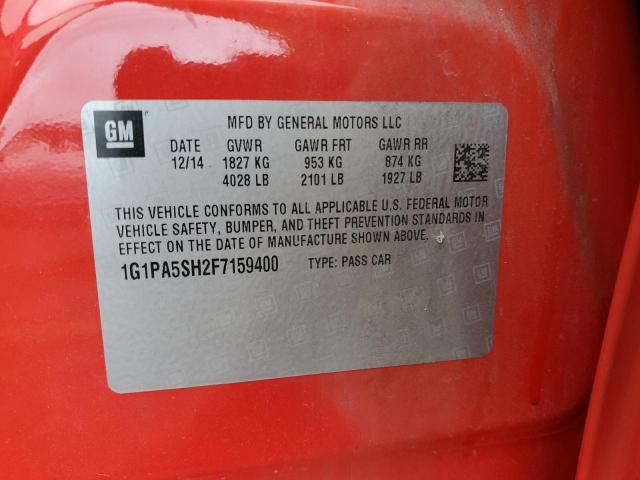 GM
MFD BY GENERAL MOTORS LLC
DATE GVWR GAWR FRT GAWR RR
12/14 1827 KG 953 KG 874 KG
4028 LB 2101 LB 1927 LB
THIS VEHICLE CONFORMS TO ALL APPLICABLE U.S. FEDERAL MOTOR
VEHICLE SAFETY, BUMPER, AND THEFT PREVENTION STANDARDS IN
EFFECT ON THE DATE OF MANUFACTURE SHOWN ABOVE.
1G1PA5SH2F7159400 TYPE: PASS CAR